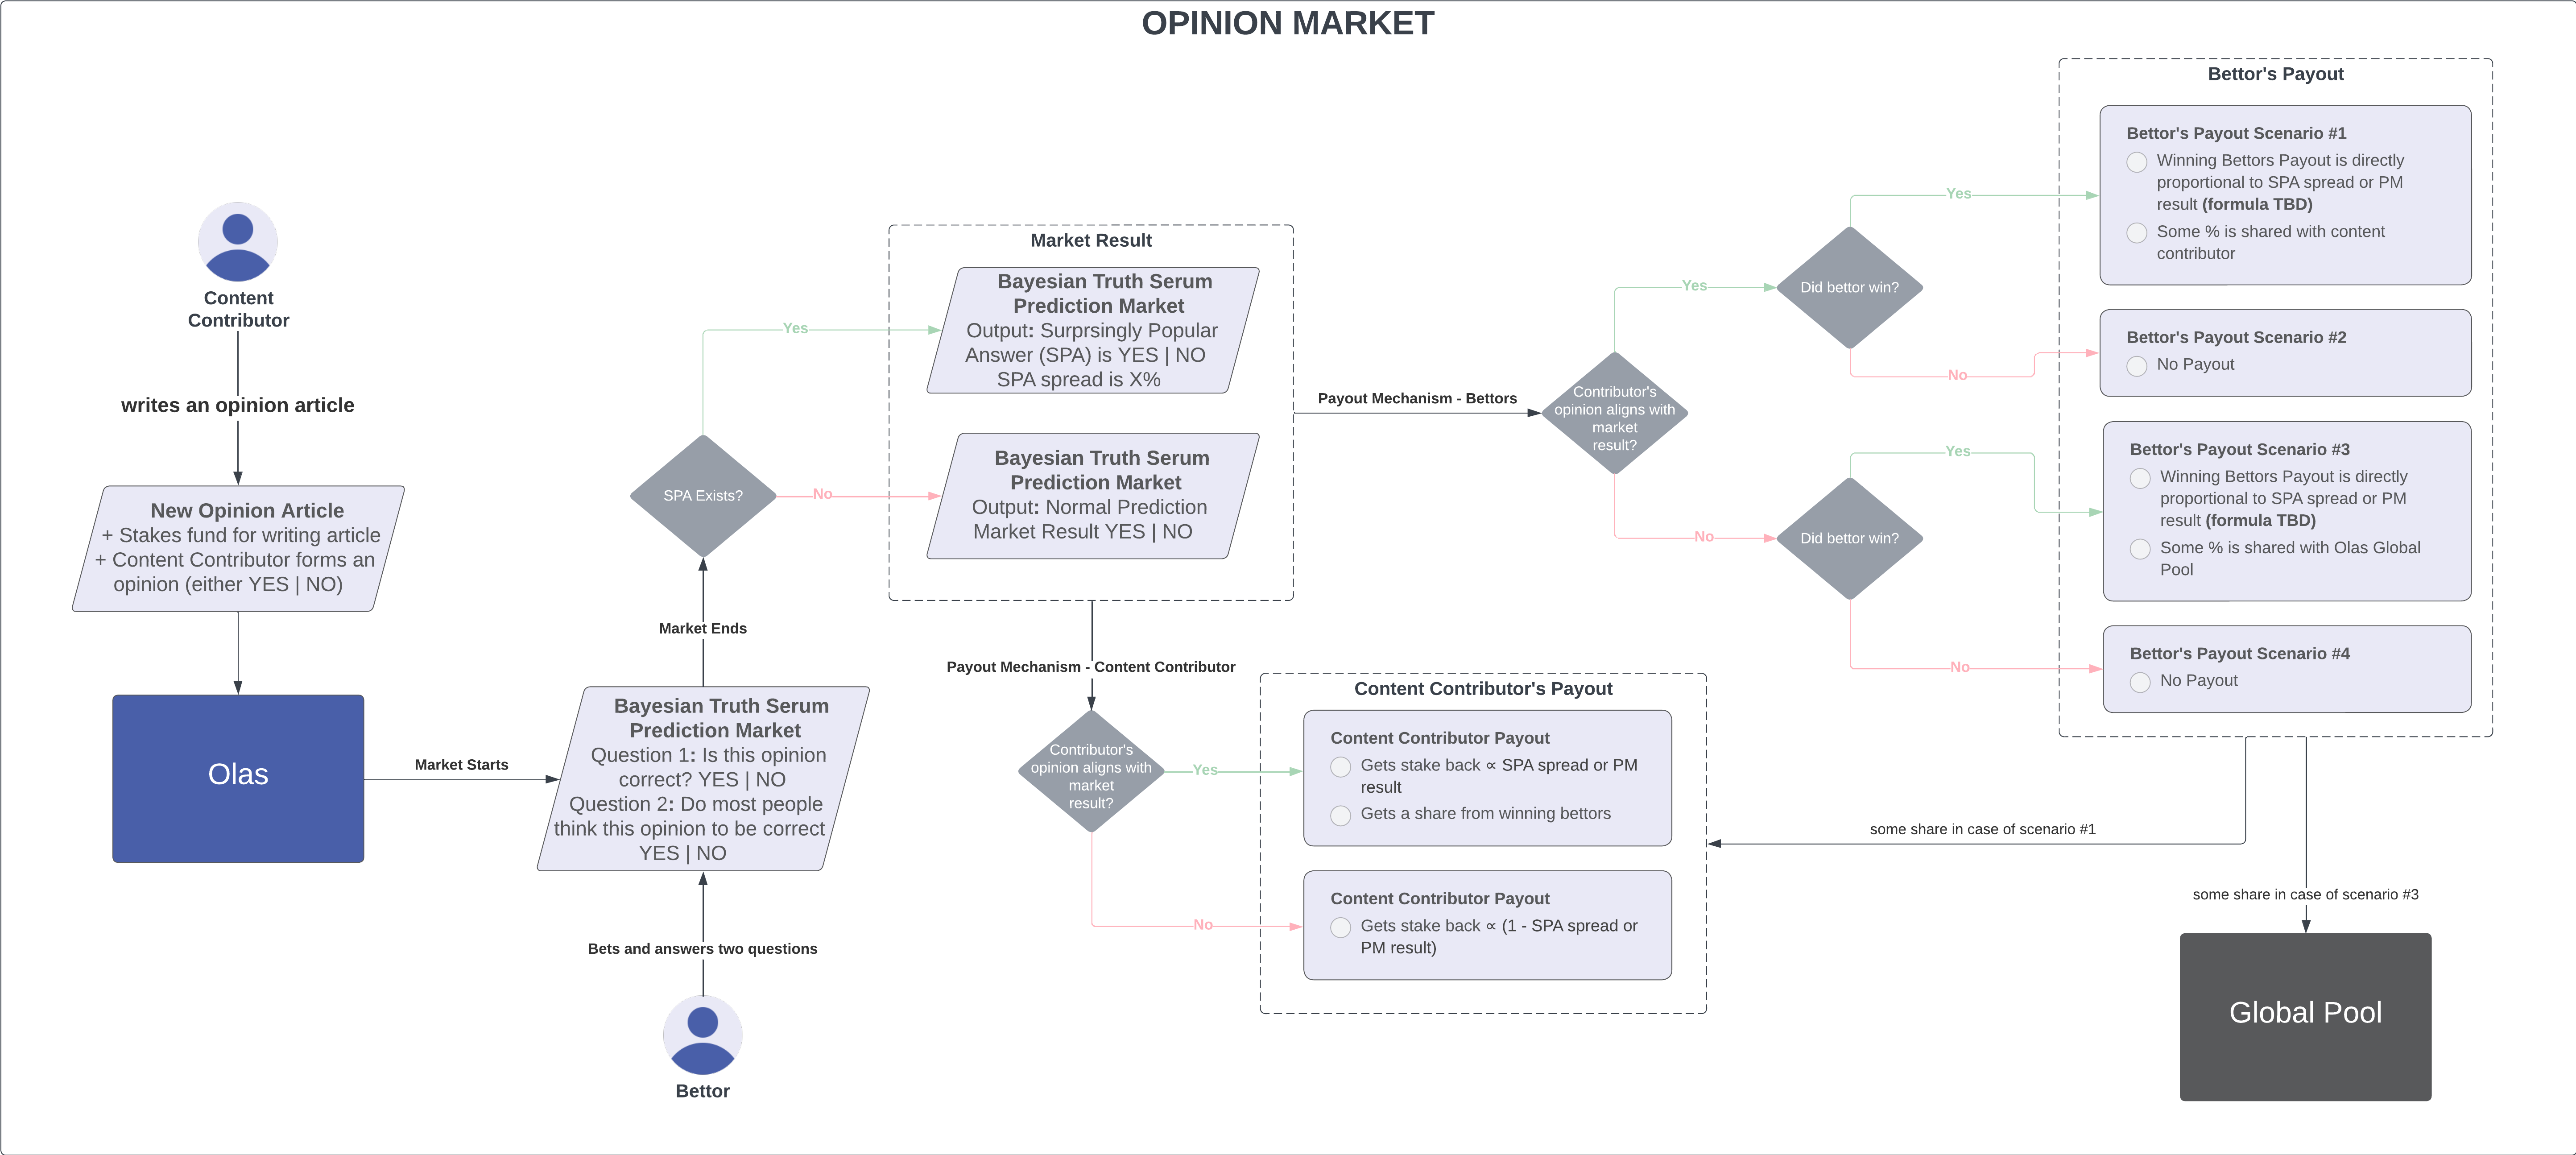 OPINION MARKET
Content
Contributor
writes an opinion article
New Opinion Article
+ Stakes fund for writing article
+ Content Contributor forms an
opinion (either YES | NO)
Olas
Market Starts
Bayesian Truth Serum
Prediction Market
Question 1: Is this opinion
correct? YES | NO
Question 2: Do most people
think this opinion to be correct
YES | NO
Bets and answers two questions
Bettor
Market Ends
SPA Exists?
Yes
No
Market Result
Bayesian Truth Serum
Prediction Market
Output: Surprsingly Popular
Answer (SPA) is YES | NO
SPA spread is X%
Bayesian Truth Serum
Prediction Market
Output: Normal Prediction
Market Result YES | NO
Payout Mechanism - Content Contributor
Contributor's
opinion aligns with
market
result?
Yes
No
Content Contributor's Payout
Content Contributor Payout
Gets stake back ∝ SPA spread or PM
result
Gets a share from winning bettors
Content Contributor Payout
Gets stake back ∝ (1 - SPA spread or
PM result)
Payout Mechanism - Bettors
Contributor's
opinion aligns with
market
result?
Yes
No
Did bettor win?
Yes
No
Did bettor win?
Yes
No
Bettor's Payout
Bettor's Payout Scenario #1
Winning Bettors Payout is directly
proportional to SPA spread or PM
result (formula TBD)
Some % is shared with content
contributor
Bettor's Payout Scenario #2
No Payout
Bettor's Payout Scenario #3
Winning Bettors Payout is directly
proportional to SPA spread or PM
result (formula TBD)
Some % is shared with Olas Global
Pool
Bettor's Payout Scenario #4
No Payout
some share in case of scenario #1
some share in case of scenario #3
Global Pool